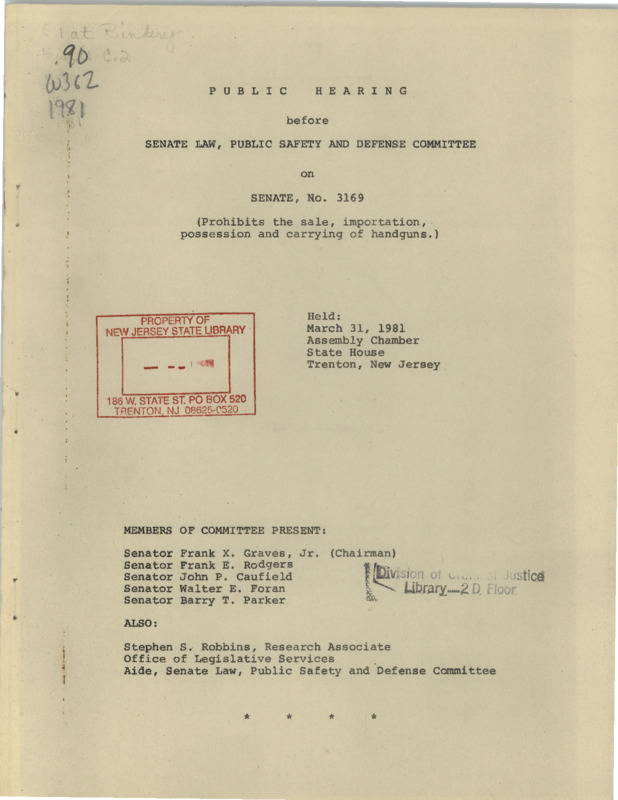 at Bindery
.90 C.2
W362
1981
PUBLIC HEARING
before
SENATE LAW, PUBLIC SAFETY AND DEFENSE COMMITTEE
on
SENATE, No. 3169
(Prohibits the sale, importation,
possession and carrying of handguns.)
Held:
March 31, 1981
Assembly Chamber
State House
Trenton, New Jersey
PROPERTY OF
NEW JERSEY STATE LIBRARY
186 W. STATE ST. PO BOX 520
TRENTON, NJ 08625-0520
MEMBERS OF COMMITTEE PRESENT:
Senator Frank X. Graves, Jr. (Chairman)
Senator Frank E. Rodgers
Senator John P. Caufield
Senator Walter E. Foran
Senator Barry T. Parker
Division of Justice
Library 2D Floor
ALSO:
Stephen S. Robbins, Research Associate
Office of Legislative Services
Aide, Senate Law, Public Safety and Defense Committee
* * * *